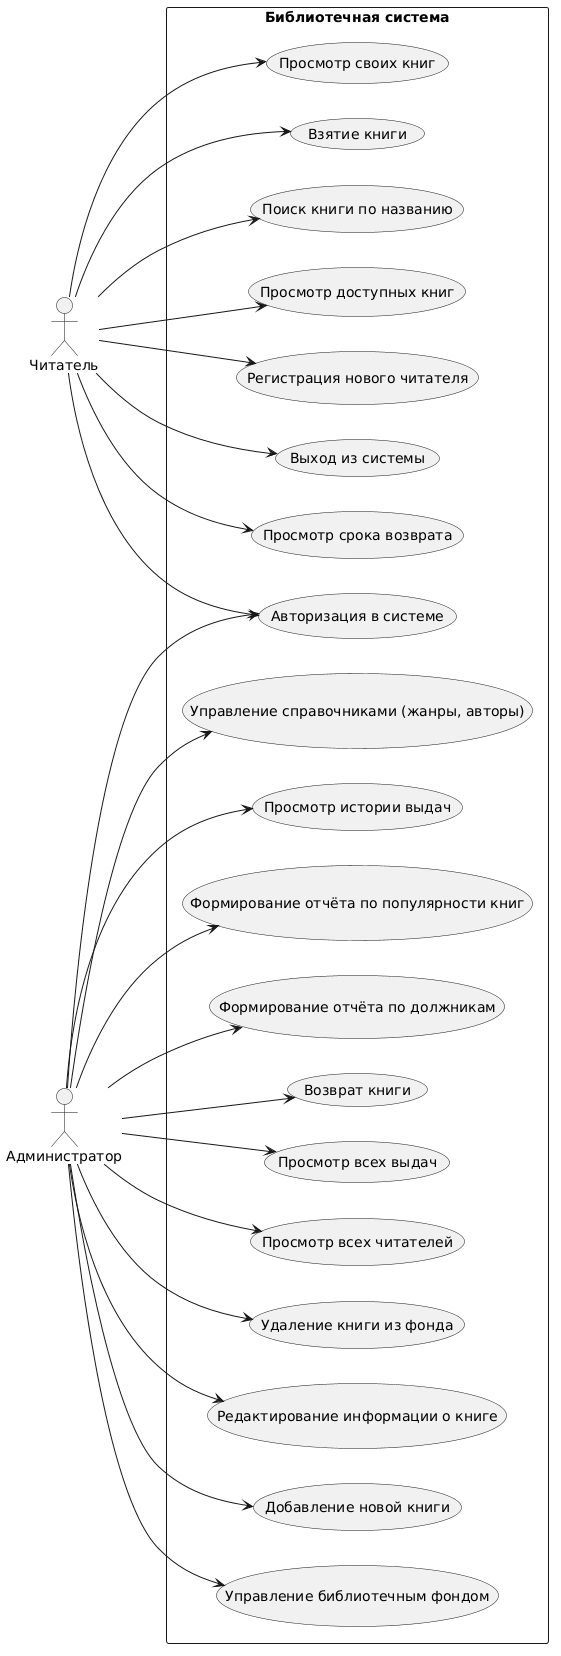 Библиотечная система
Просмотр своих книг
Взятие книги
Поиск книги по названию
Просмотр доступных книг
Читатель
Регистрация нового читателя
Выход из системы
Просмотр срока возврата
Авторизация в системе
Управление справочниками (жанры, авторы)
Просмотр истории выдач
Формирование отчёта по популярности книг
Формирование отчёта по должникам
Возврат книги
Администратор
Просмотр всех выдач
Просмотр всех читателей
Удаление книги из фонда
Редактирование информации о книге
Добавление новой книги
Управление библиотечным фондом